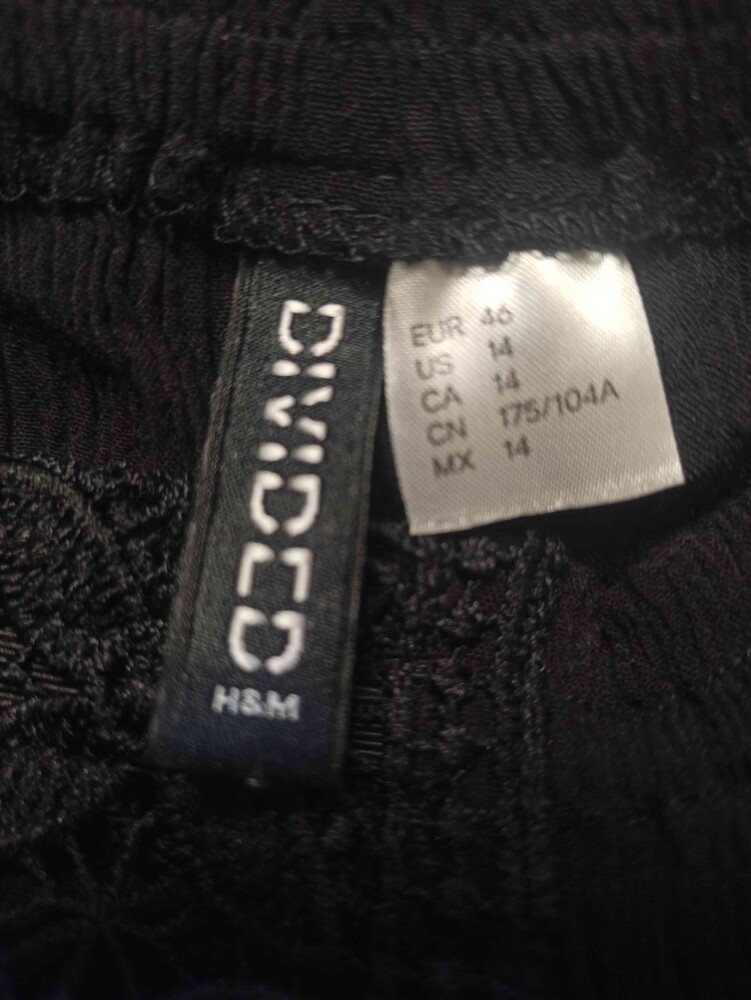 DIVIDED
H&M
EUR 46
US 14
CA 14
CN 175/104A
MX 14